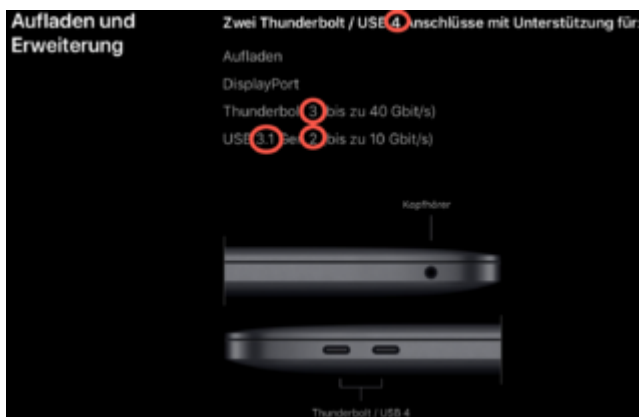 Aufladen und
Erweiterung
Zwei Thunderbolt / USB 4 Anschlüsse mit Unterstützung für:
Aufladen
DisplayPort
Thunderbolt 3 (bis zu 40 Gbit/s)
USB 3.1 Gen 2 (bis zu 10 Gbit/s)
Kopfhörer
Thunderbolt / USB 4